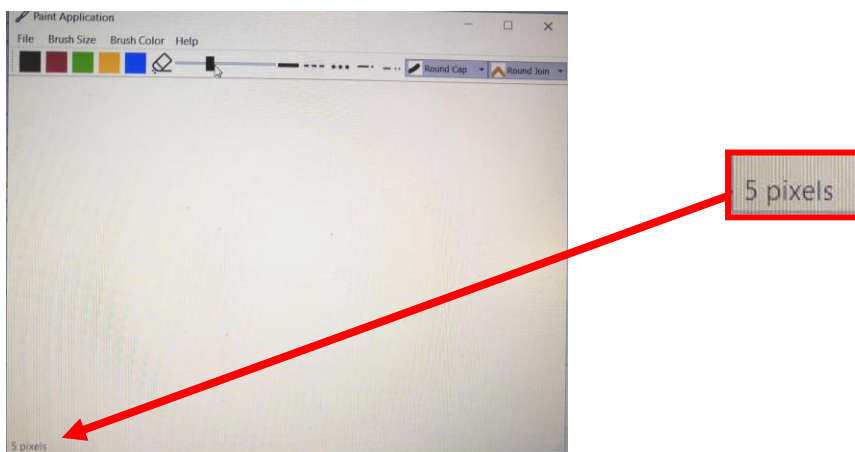 Paint Application
File Brush Size Brush Color Help
Round Cap Round Join
5 pixels
5 pixels